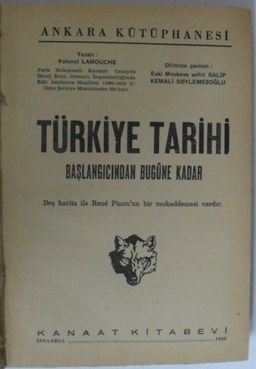 ANKARA KÜTÜPHANESİ
Yazan :
Kolonel LAMOUCHE
Dilimize çeviren :
Eski Moskova sefiri GALİP
KEMALİ SÖYLEMEZOĞLU
TÜRKİYE TARİHİ
BAŞLANGICINDAN BUGÜNE KADAR
Beş harita ile René Pinon'un bir mukaddemesi vardır.
KANAAT KİTABEVİ
İSTANBUL